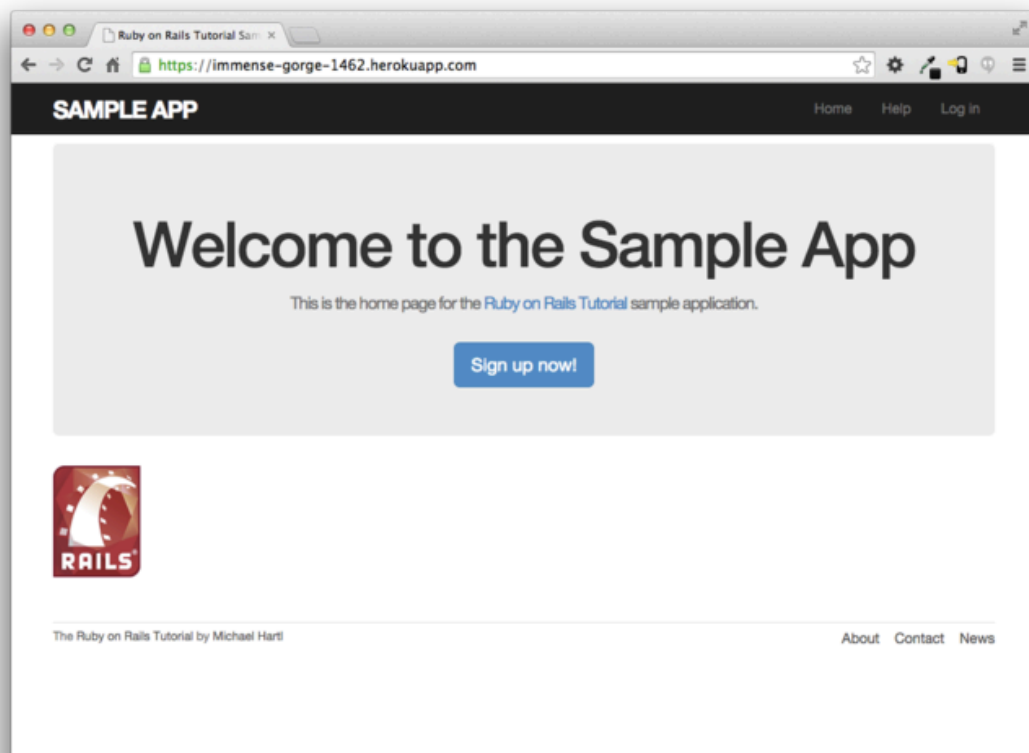 Ruby on Rails Tutorial Sam
https://immense-gorge-1462.herokuapp.com
SAMPLE APP
Home Help Log in
Welcome to the Sample App
This is the home page for the Ruby on Rails Tutorial sample application.
Sign up now!
RAILS
The Ruby on Rails Tutorial by Michael Hartl
About Contact News